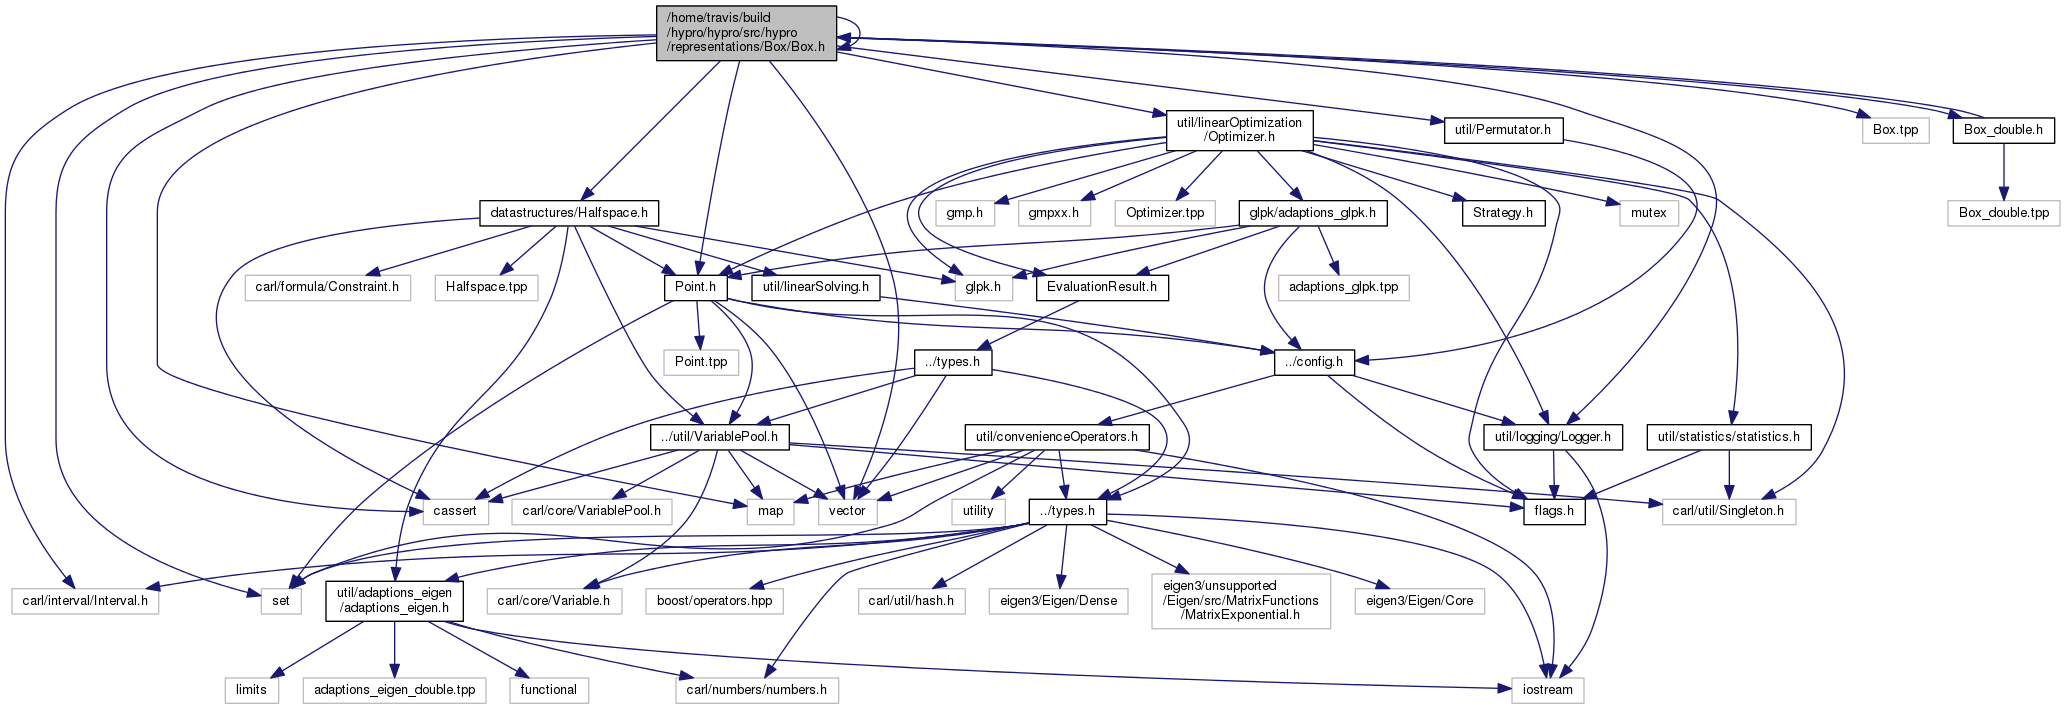 /home/travis/build
/hypro/hypro/src/hypro
/representations/Box/Box.h
util/linearOptimization
/Optimizer.h
util/Permutator.h
Box.tpp
Box_double.h
datastructures/Halfspace.h
gmp.h
gmpxx.h
Optimizer.tpp
glpk/adaptions_glpk.h
Strategy.h
mutex
Box_double.tpp
carl/formula/Constraint.h
Halfspace.tpp
Point.h
util/linearSolving.h
glpk.h
EvaluationResult.h
adaptions_glpk.tpp
Point.tpp
../types.h
../config.h
../util/VariablePool.h
util/convenienceOperators.h
util/logging/Logger.h
util/statistics/statistics.h
cassert
carl/core/VariablePool.h
map
vector
utility
../types.h
flags.h
carl/util/Singleton.h
carl/interval/Interval.h
set
util/adaptions_eigen
/adaptions_eigen.h
carl/core/Variable.h
boost/operators.hpp
carl/util/hash.h
eigen3/Eigen/Dense
eigen3/unsupported
/Eigen/src/MatrixFunctions
/MatrixExponential.h
eigen3/Eigen/Core
limits
adaptions_eigen_double.tpp
functional
carl/numbers/numbers.h
iostream